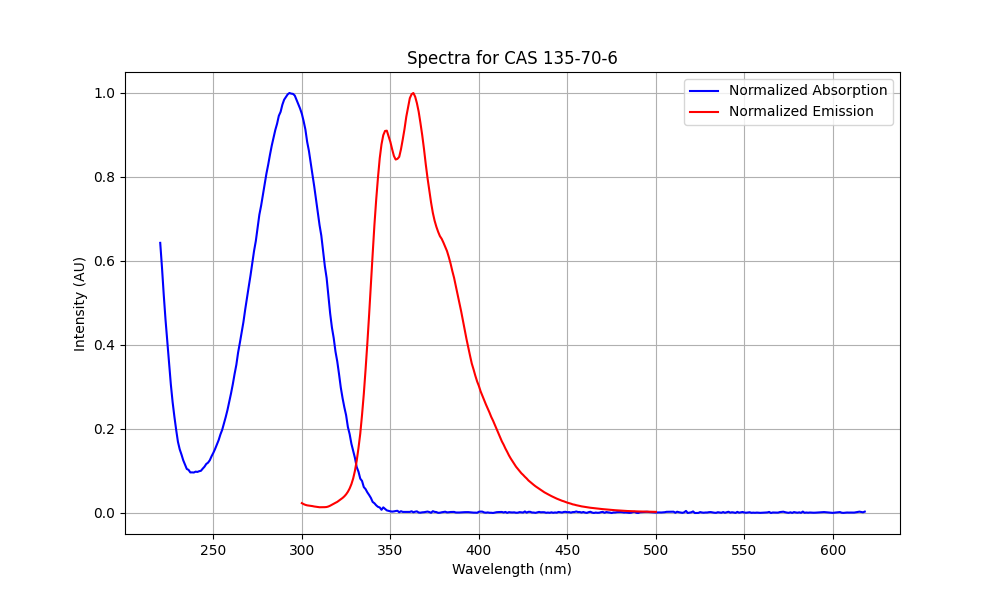 Spectra for CAS 135-70-6
Normalized Absorption
Normalized Emission
Intensity (AU)
1.0
0.8
0.6
0.4
0.2
0.0
250 300 350 400 450 500 550 600
Wavelength (nm)